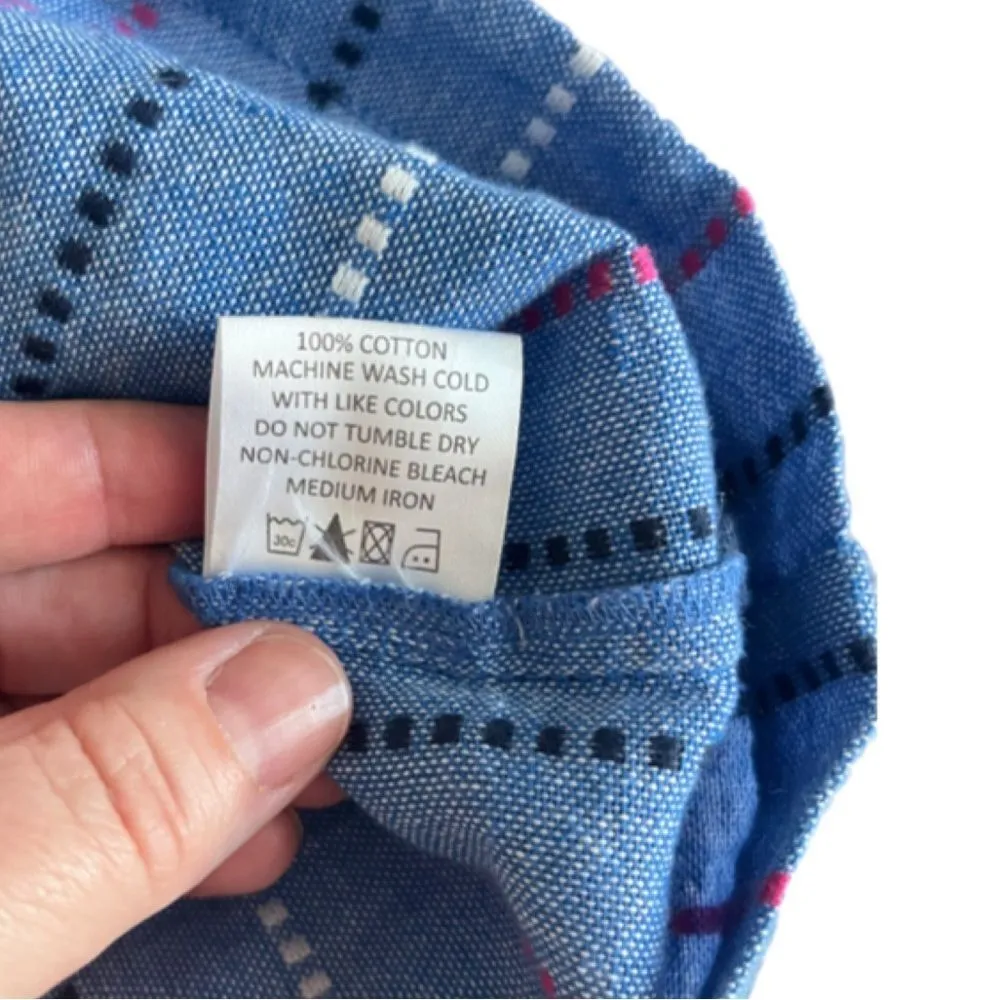 100% COTTON
MACHINE WASH COLD
WITH LIKE COLORS
DO NOT TUMBLE DRY
NON-CHLORINE BLEACH
MEDIUM IRON
30c